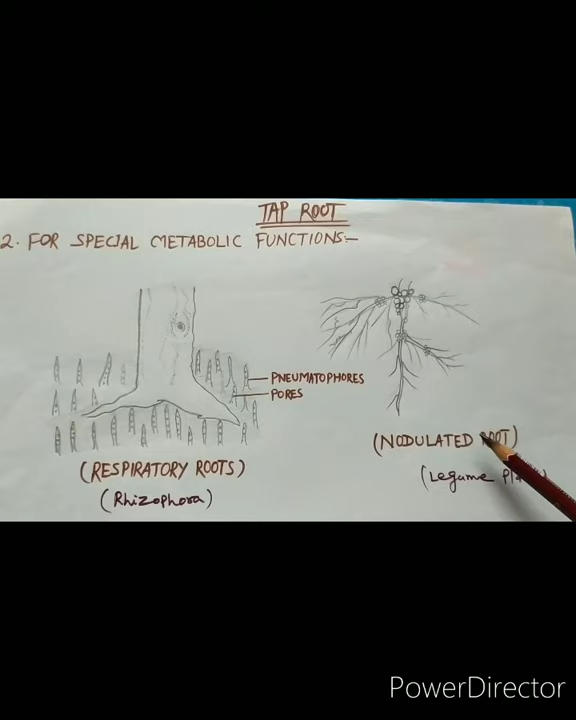 TAP ROOT
2. FOR SPECIAL METABOLIC FUNCTIONS:-
PNEUMATOPHORES
PORES
(RESPIRATORY ROOTS)
(Rhizophora)
(NODULATED ROOT)
(Legume
PowerDirector